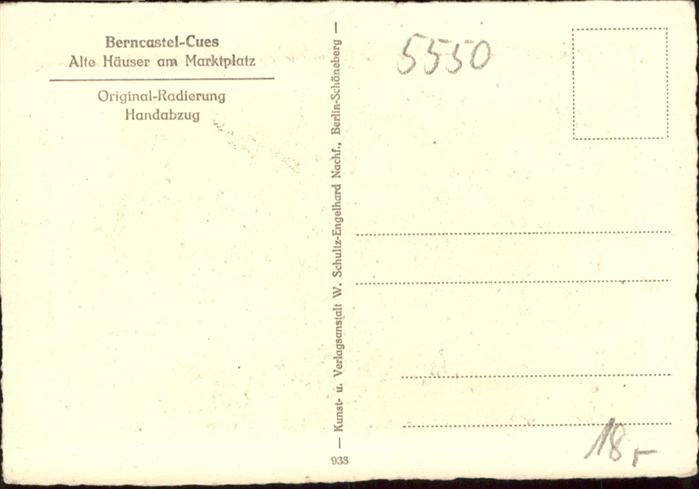 Berncastel-Cues
Alte Häuser am Marktplatz
Original-Radierung
Handabzug
— Kunst- u. Verlagsanstalt W. Schultz-Engelhard Nachf., Berlin-Schöneberg —
938
5550
18,-